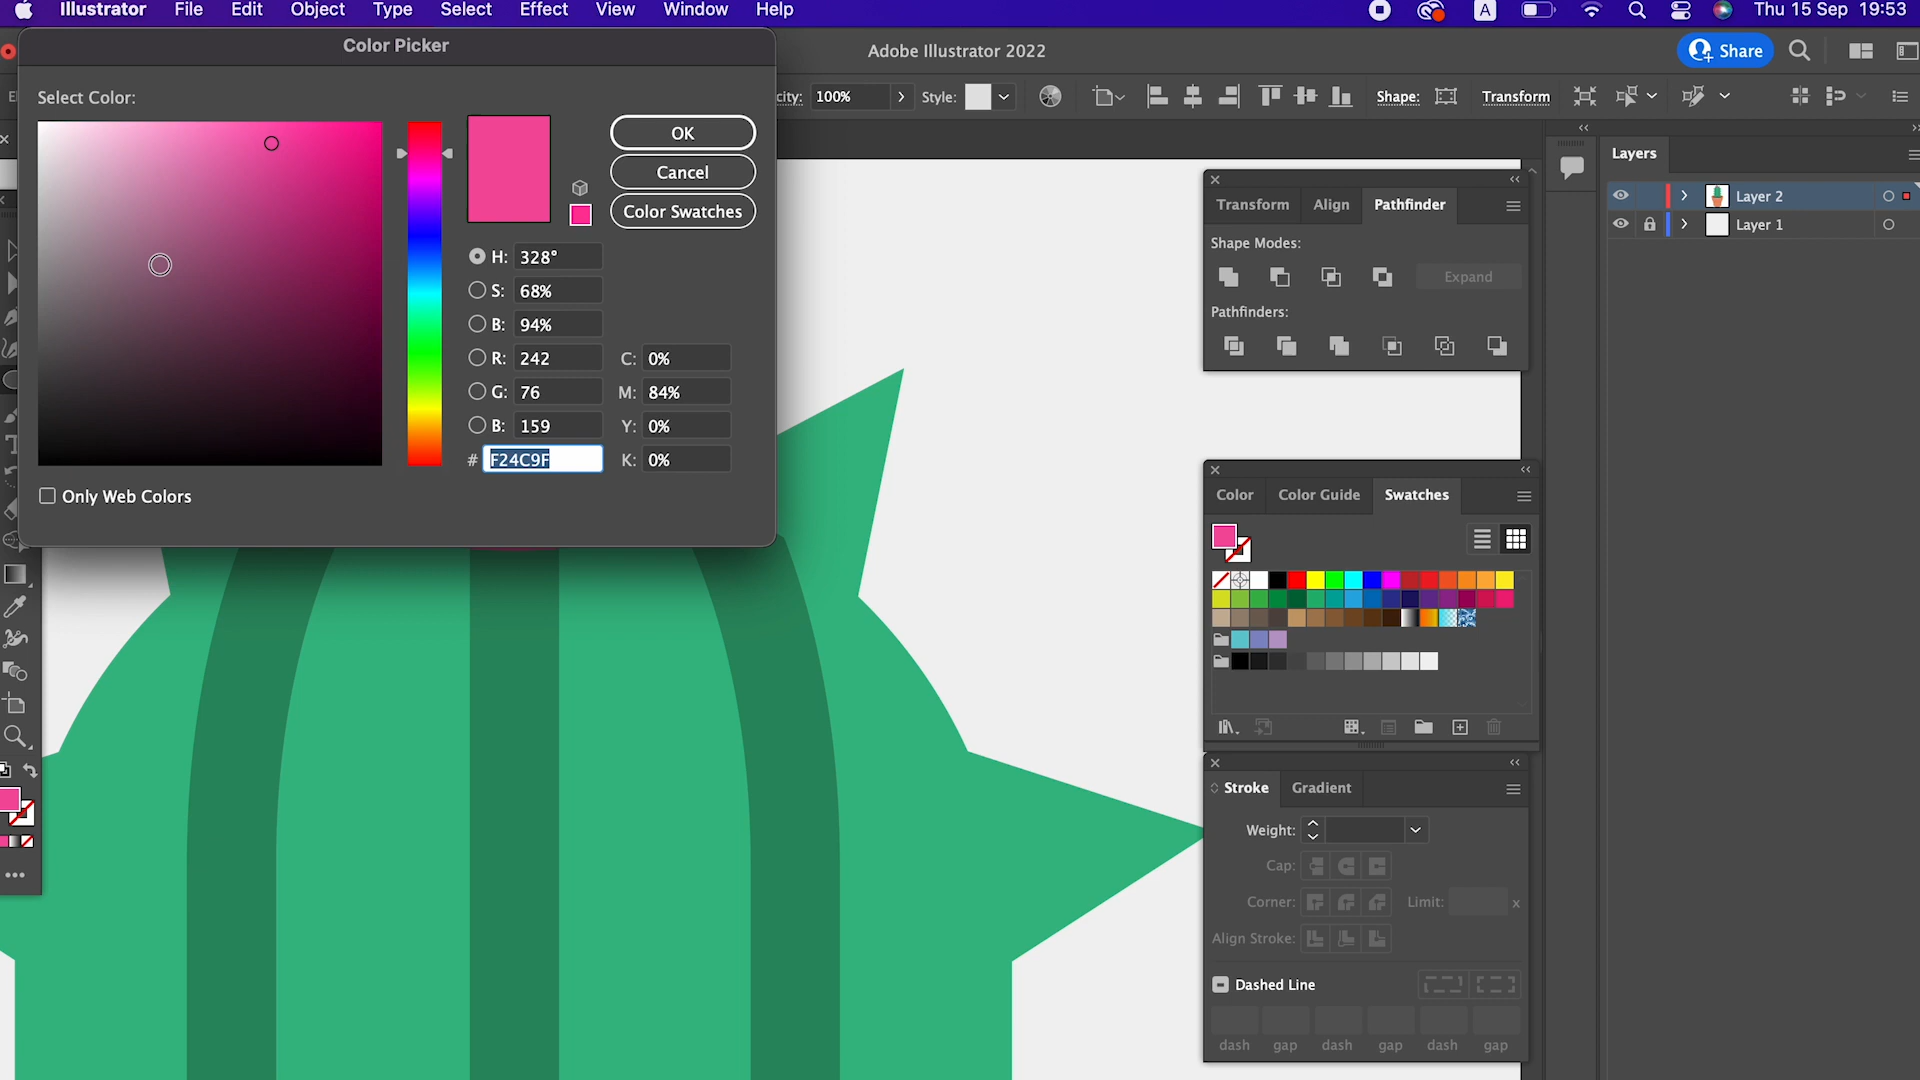 Illustrator File Edit Object Type Select Effect View Window Help A Thu 15 Sep 19:53
Color Picker
Adobe Illustrator 2022
Share
Select Color:
city: 100% Style: Shape: Transform
OK
Cancel
Color Swatches
H: 328°
S: 68%
B: 94%
R: 242 C: 0%
G: 76 M: 84%
B: 159 Y: 0%
# F24C9F K: 0%
Only Web Colors
Layers
Layer 2
Layer 1
Transform Align Pathfinder
Shape Modes:
Expand
Pathfinders:
Color Color Guide Swatches
Stroke Gradient
Weight:
Cap:
Corner: Limit: x
Align Stroke:
Dashed Line
dash gap dash gap dash gap